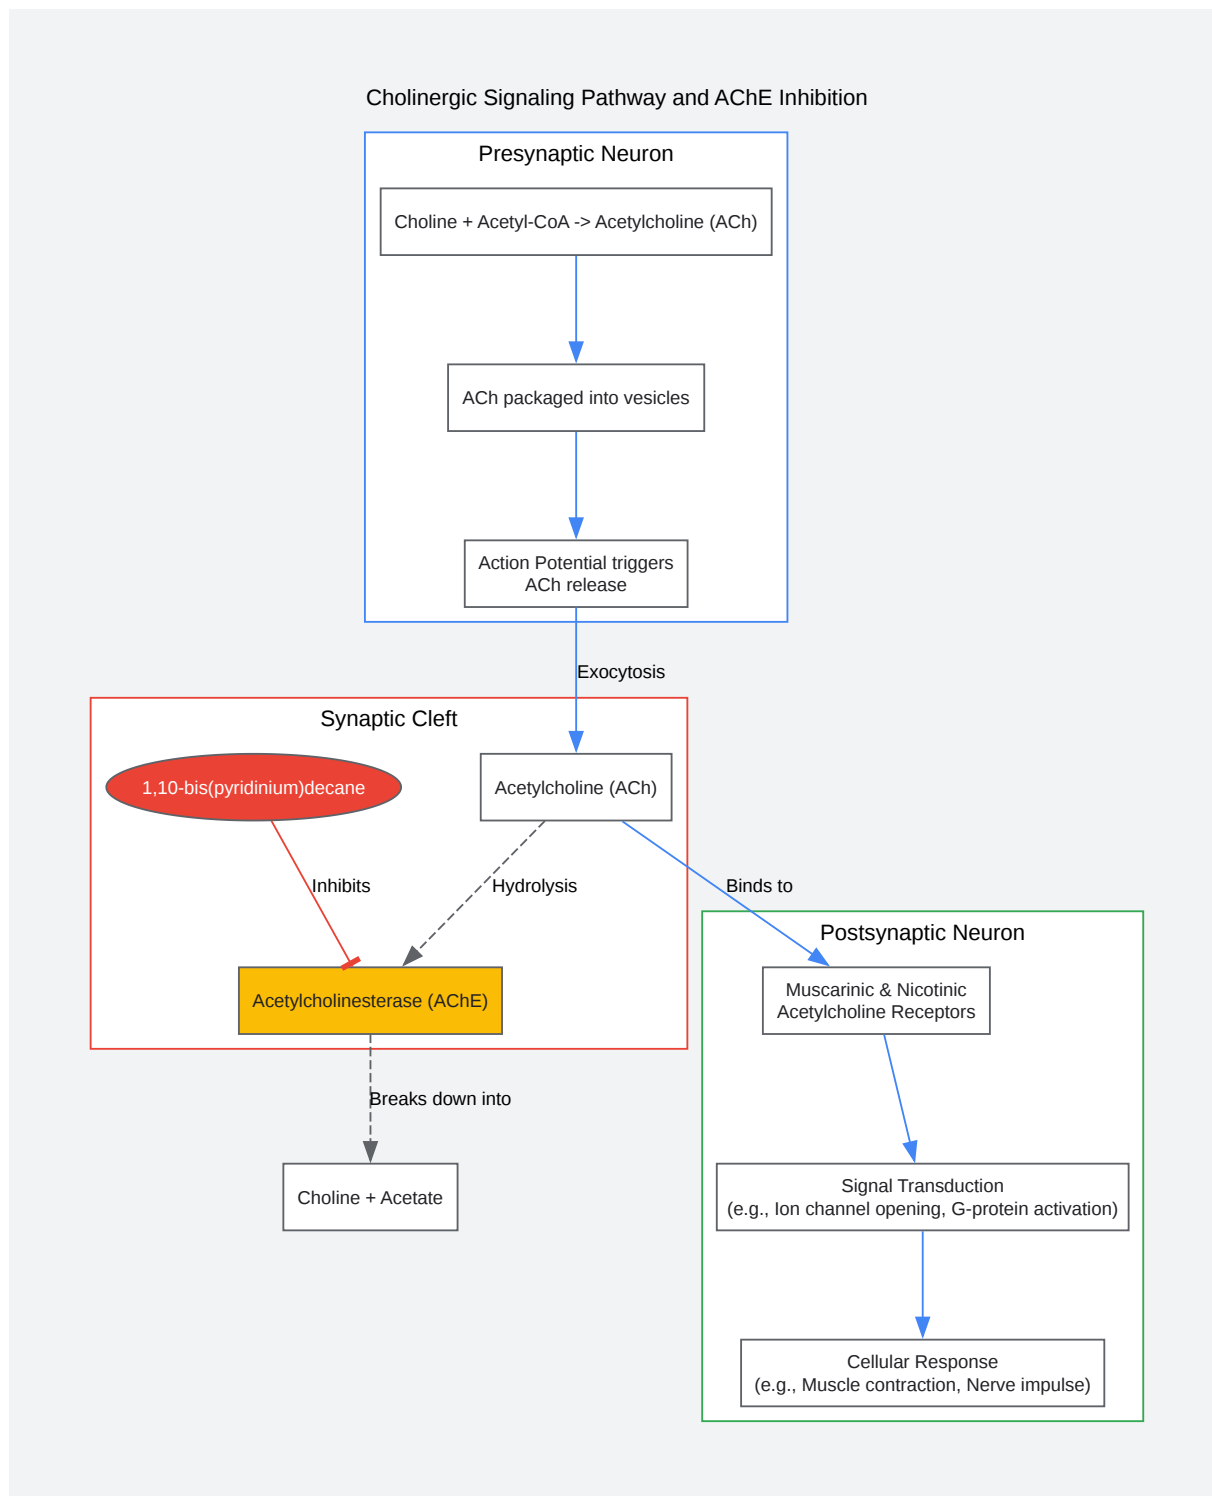 Cholinergic Signaling Pathway and AChE Inhibition
Presynaptic Neuron
Choline + Acetyl-CoA -> Acetylcholine (ACh)
ACh packaged into vesicles
Action Potential triggers
ACh release
Exocytosis
Synaptic Cleft
1,10-bis(pyridinium)decane
Acetylcholine (ACh)
Inhibits
Hydrolysis
Binds to
Acetylcholinesterase (AChE)
Postsynaptic Neuron
Muscarinic & Nicotinic
Acetylcholine Receptors
Breaks down into
Choline + Acetate
Signal Transduction
(e.g., Ion channel opening, G-protein activation)
Cellular Response
(e.g., Muscle contraction, Nerve impulse)